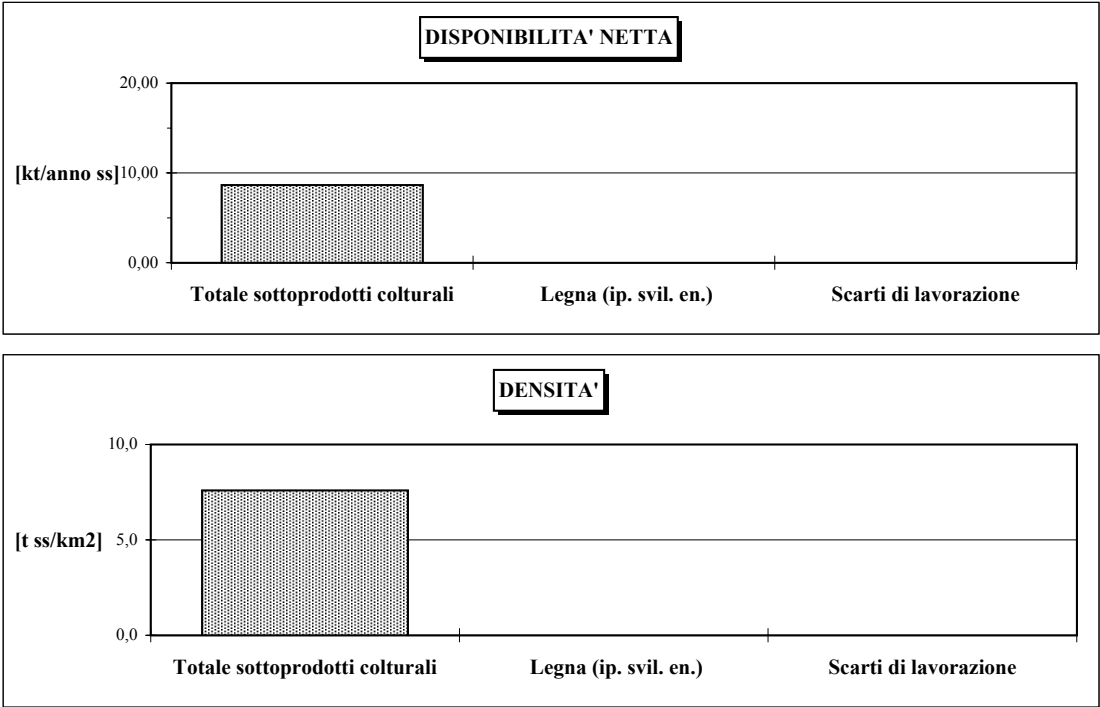 DISPONIBILITA' NETTA
20,00
[kt/anno ss]
10,00
0,00
Totale sottoprodotti colturali
Legna (ip. svil. en.)
Scarti di lavorazione
DENSITA'
10,0
[t ss/km2]
5,0
0,0
Totale sottoprodotti colturali
Legna (ip. svil. en.)
Scarti di lavorazione